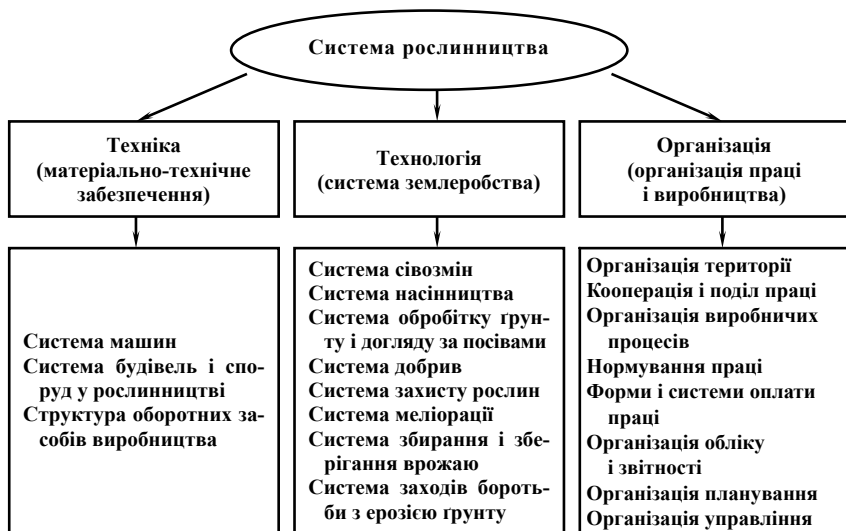 Система рослинництва
Техніка
(матеріально-технічне
забезпечення)
Технологія
(система землеробства)
Організація
(організація праці
і виробництва)
Система машин
Система будівель і спо-
руд у рослинництві
Структура оборотних за-
собів виробництва
Система сівозмін
Система насінництва
Система обробітку ґрун-
ту і догляду за посівами
Система добрив
Система захисту рослин
Система меліорації
Система збирання і збе-
рігання врожаю
Система заходів бороть-
би з ерозією ґрунту
Організація території
Кооперація і поділ праці
Організація виробничих
процесів
Нормування праці
Форми і системи оплати
праці
Організація обліку
і звітності
Організація планування
Організація управління